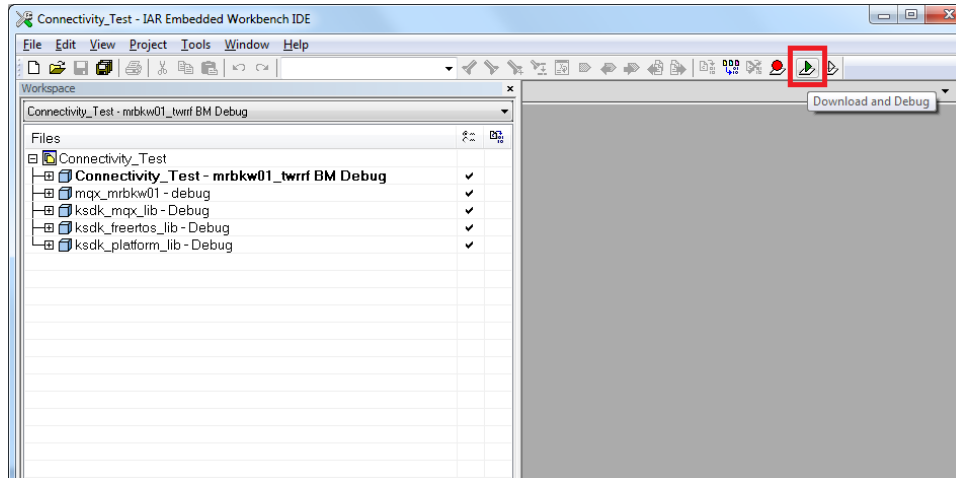 Connectivity_Test - IAR Embedded Workbench IDE
File Edit View Project Tools Window Help
Workspace
Connectivity_Test - mrbkw01_twrrf BM Debug
Download and Debug
Files
Connectivity_Test
Connectivity_Test - mrbkw01_twrrf BM Debug
mqx_mrbkw01 - debug
ksdk_mqx_lib - Debug
ksdk_freertos_lib - Debug
ksdk_platform_lib - Debug